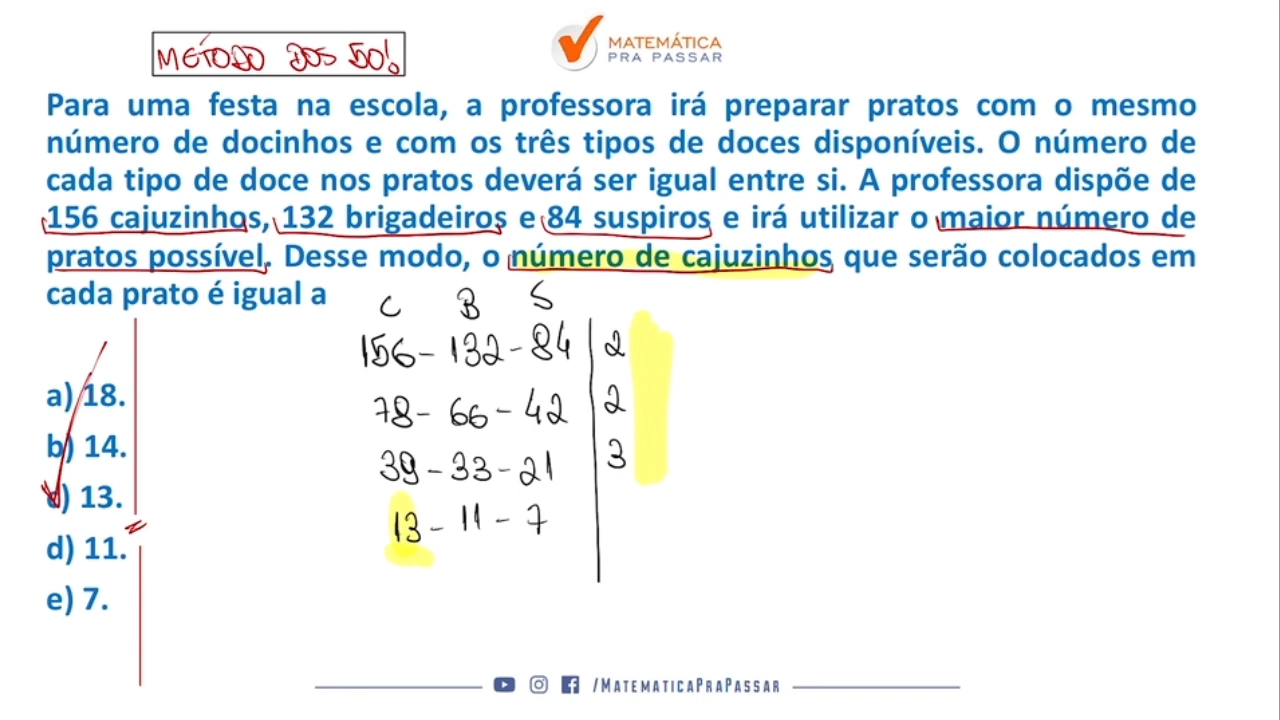 MÉTODO DOS 50!
MATEMÁTICA
PRA PASSAR
Para uma festa na escola, a professora irá preparar pratos com o mesmo
número de docinhos e com os três tipos de doces disponíveis. O número de
cada tipo de doce nos pratos deverá ser igual entre si. A professora dispõe de
156 cajuzinhos, 132 brigadeiros e 84 suspiros e irá utilizar o maior número de
pratos possível. Desse modo, o número de cajuzinhos que serão colocados em
cada prato é igual a
C B S
156 - 132 - 84 | 2
78 - 66 - 42 | 2
39 - 33 - 21 | 3
13 - 11 - 7
a) 18.
b) 14.
c) 13.
d) 11.
e) 7.
/MATEMATICAPRAPASSAR